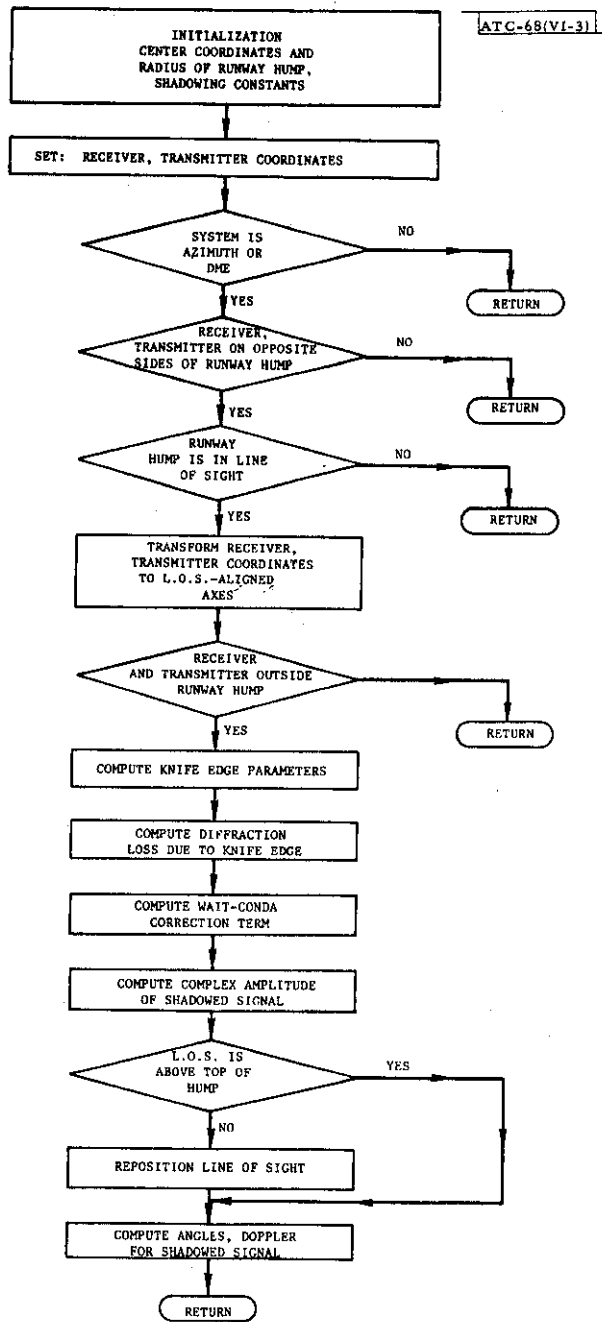 ATC-68(VI-3)
INITIALIZATION
CENTER COORDINATES AND
RADIUS OF RUNWAY HUMP,
SHADOWING CONSTANTS
SET: RECEIVER, TRANSMITTER COORDINATES
SYSTEM IS
AZIMUTH OR
DME
NO
RETURN
YES
RECEIVER,
TRANSMITTER ON OPPOSITE
SIDES OF RUNWAY HUMP
NO
RETURN
YES
RUNWAY
HUMP IS IN LINE
OF SIGHT
NO
RETURN
YES
TRANSFORM RECEIVER,
TRANSMITTER COORDINATES
TO L.O.S.-ALIGNED
AXES
RECEIVER
AND TRANSMITTER OUTSIDE
RUNWAY HUMP
RETURN
YES
COMPUTE KNIFE EDGE PARAMETERS
COMPUTE DIFFRACTION
LOSS DUE TO KNIFE EDGE
COMPUTE WAIT-CONDA
CORRECTION TERM
COMPUTE COMPLEX AMPLITUDE
OF SHADOWED SIGNAL
L.O.S. IS
ABOVE TOP OF
HUMP
YES
NO
REPOSITION LINE OF SIGHT
COMPUTE ANGLES, DOPPLER
FOR SHADOWED SIGNAL
RETURN